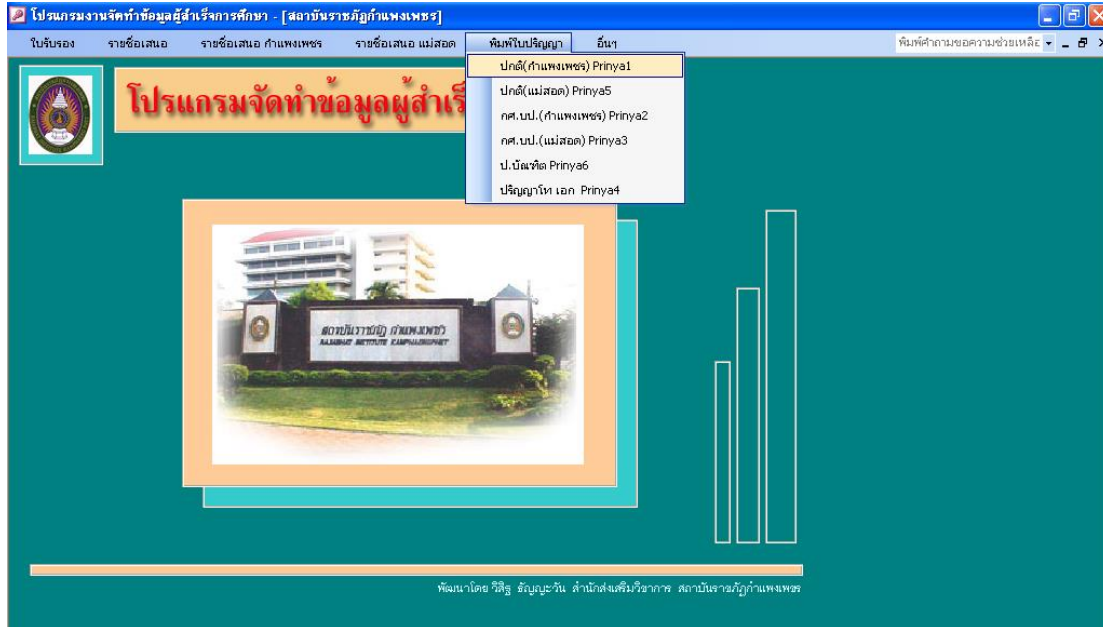 โปรแกรมงานจัดทำข้อมูลผู้สำเร็จการศึกษา - [สถาบันราชภัฏกำแพงเพชร]
ใบรับรอง รายชื่อเสนอ รายชื่อเสนอ กำแพงเพชร รายชื่อเสนอ แม่สอด พิมพ์ใบปริญญา อื่นๆ พิมพ์คำถามขอความช่วยเหลือ
ปกติ(กำแพงเพชร) Prinya1
ปกติ(แม่สอด) Prinya5
กศ.บป.(กำแพงเพชร) Prinya2
กศ.บป.(แม่สอด) Prinya3
ป.บัณฑิต Prinya6
ปริญญาโท เอก Prinya4
โปรแกรมจัดทำข้อมูลผู้สำเร็
สถาบันราชภัฏ กำแพงเพชร
RAJABHAT INSTITUTE KAMPHAENGPHET
พัฒนาโดย วิสิฐ ธัญญะวัน สำนักส่งเสริมวิชาการ สถาบันราชภัฏกำแพงเพชร